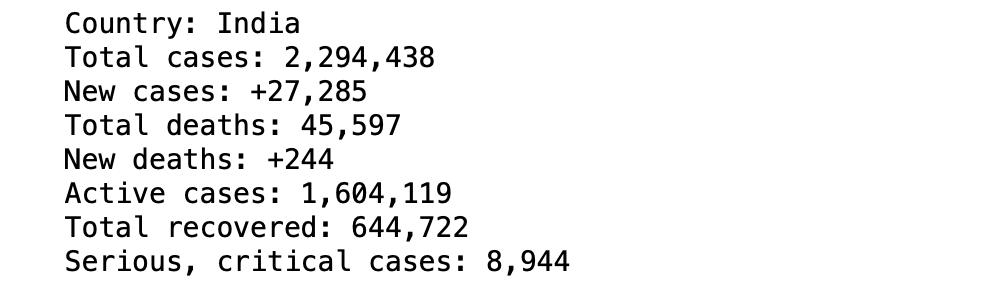 Country: India
Total cases: 2,294,438
New cases: +27,285
Total deaths: 45,597
New deaths: +244
Active cases: 1,604,119
Total recovered: 644,722
Serious, critical cases: 8,944